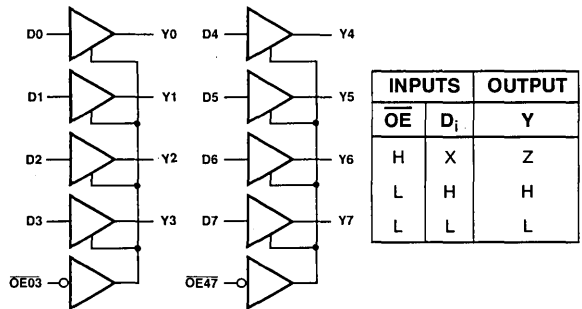 D0 Y0 D4 Y4
D1 Y1 D5 Y5
D2 Y2 D6 Y6
D3 Y3 D7 Y7
OE03 OE47
INPUTS OUTPUT
OE Di Y
H X Z
L H H
L L L